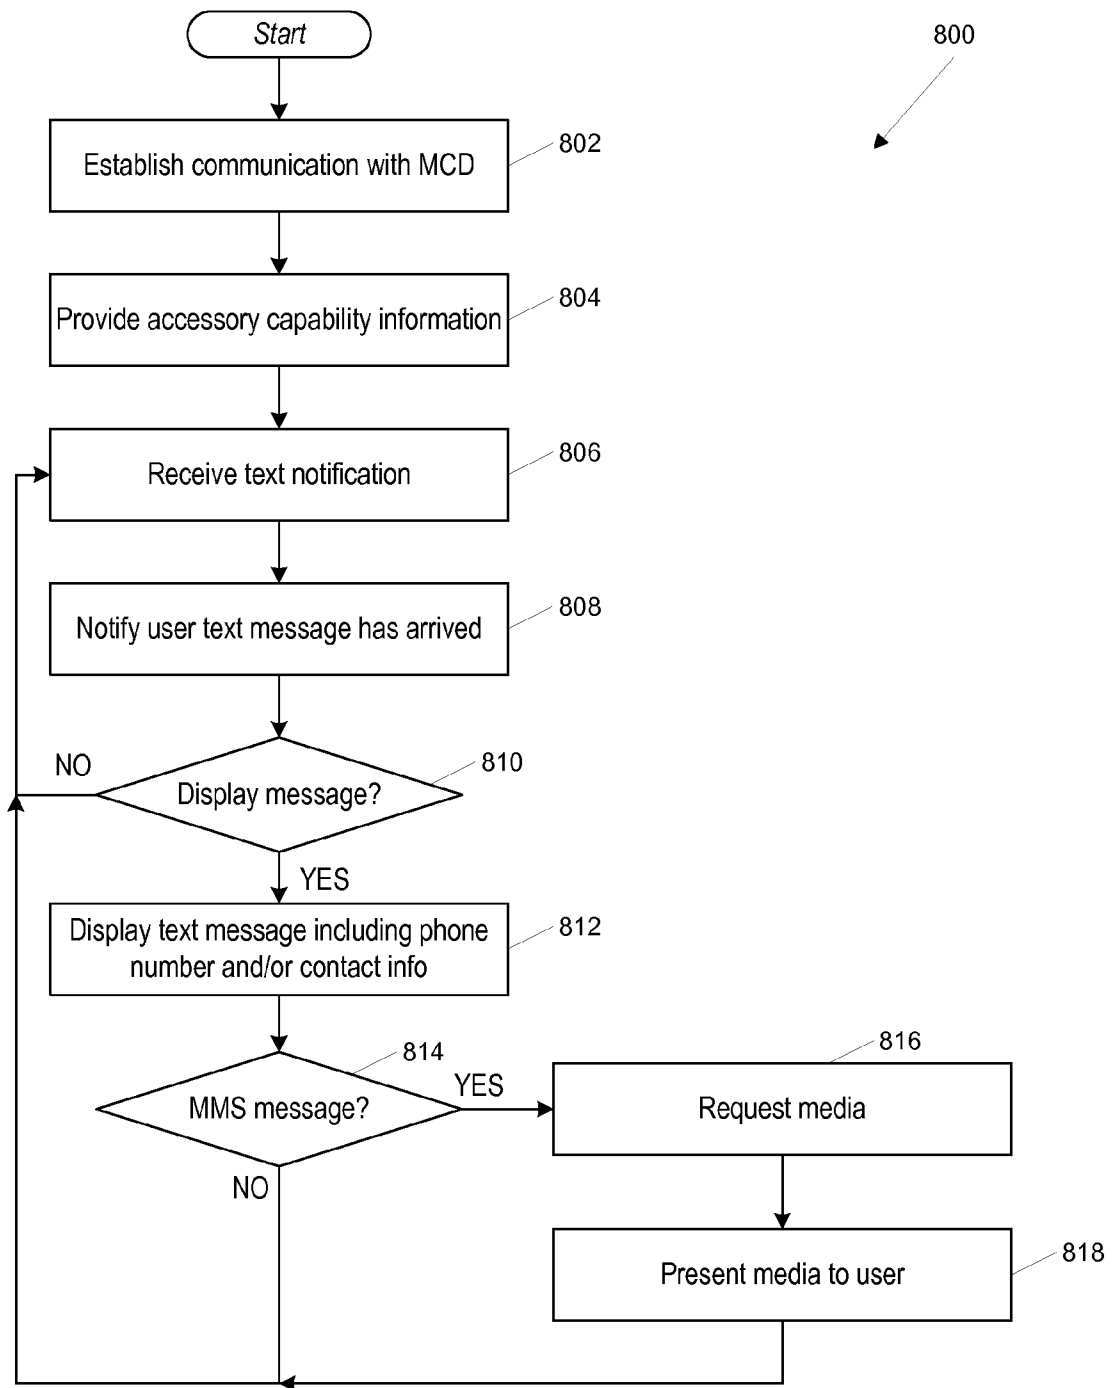 Start
800
Establish communication with MCD
802
Provide accessory capability information
804
Receive text notification
806
Notify user text message has arrived
808
NO
Display message?
810
YES
Display text message including phone
number and/or contact info
812
MMS message?
814
YES
NO
Request media
816
Present media to user
818